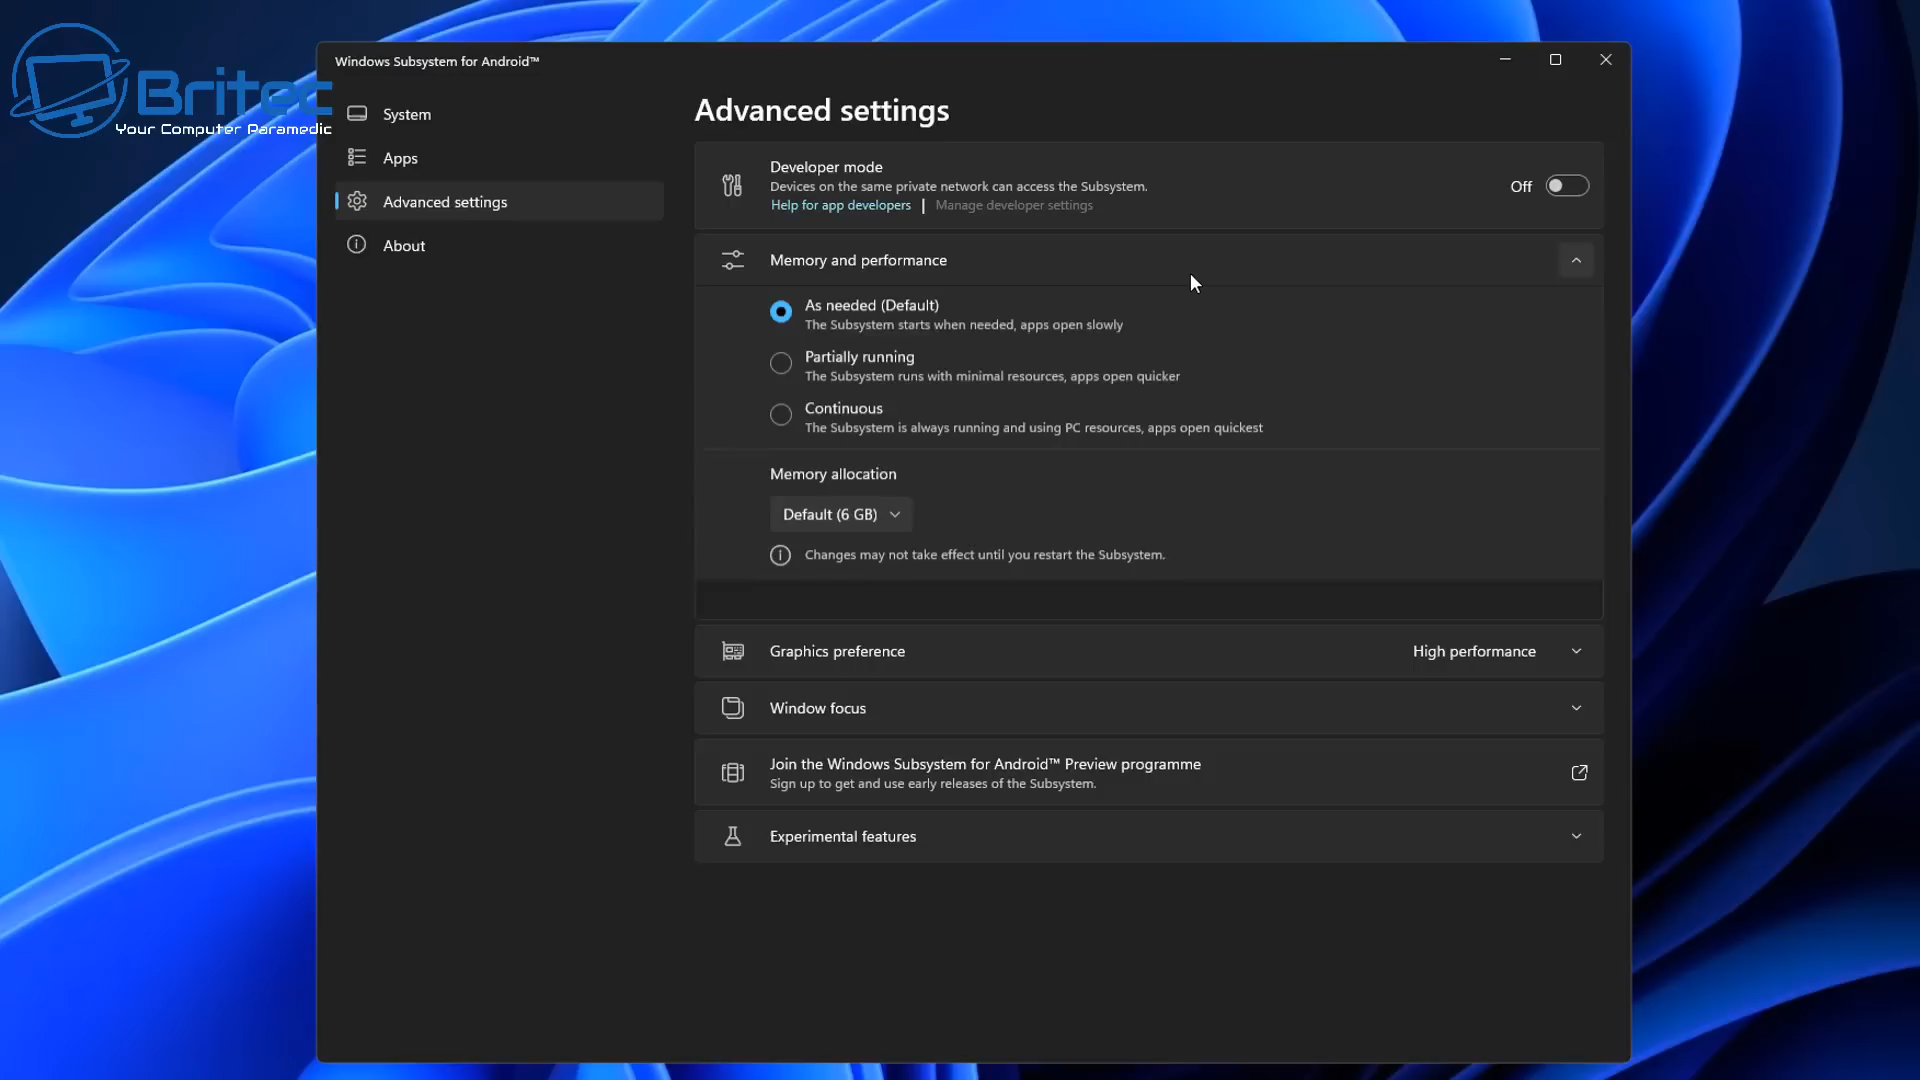 Britec
Your Computer Paramedic
Windows Subsystem for Android™
System
Apps
Advanced settings
About
Advanced settings
Developer mode
Devices on the same private network can access the Subsystem.
Help for app developers | Manage developer settings
Off
Memory and performance
As needed (Default)
The Subsystem starts when needed, apps open slowly
Partially running
The Subsystem runs with minimal resources, apps open quicker
Continuous
The Subsystem is always running and using PC resources, apps open quickest
Memory allocation
Default (6 GB)
Changes may not take effect until you restart the Subsystem.
Graphics preference
High performance
Window focus
Join the Windows Subsystem for Android™ Preview programme
Sign up to get and use early releases of the Subsystem.
Experimental features